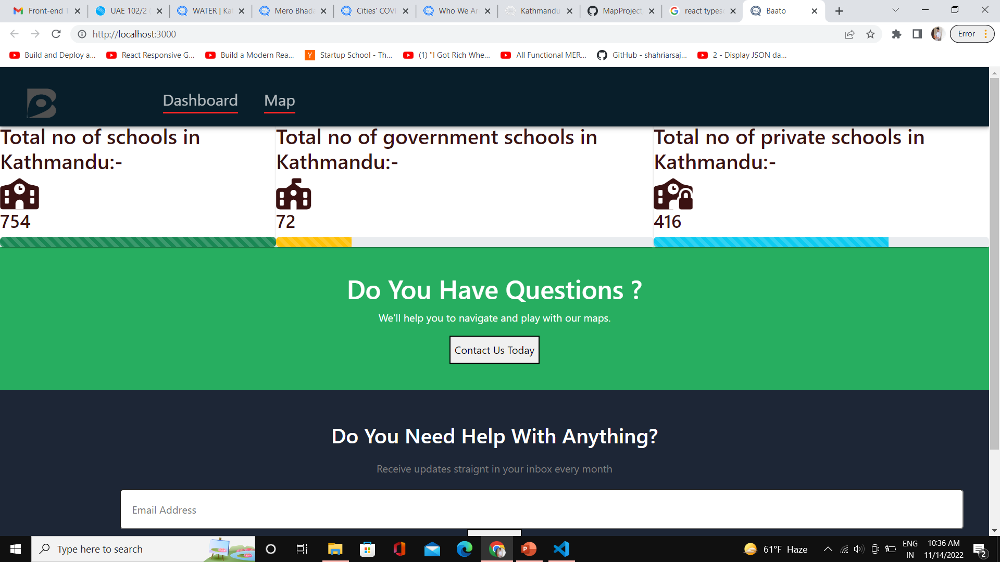 Front-end T
UAE 102/2 (
WATER | Ka
Mero Bhada
Cities' COVI
Who We Ar
Kathmandu
MapProject
react typesc
Baato
http://localhost:3000
Error
Build and Deploy a...
React Responsive G...
Build a Modern Rea...
Startup School - Th...
(1) "I Got Rich Whe...
All Functional MER...
GitHub - shahriarsaj...
2 - Display JSON da...
Dashboard
Map
Total no of schools in
Kathmandu:-
754
Total no of government schools in
Kathmandu:-
72
Total no of private schools in
Kathmandu:-
416
Do You Have Questions ?
We'll help you to navigate and play with our maps.
Contact Us Today
Do You Need Help With Anything?
Receive updates straignt in your inbox every month
Email Address
Type here to search
61°F Haze
ENG
IN
10:36 AM
11/14/2022
2